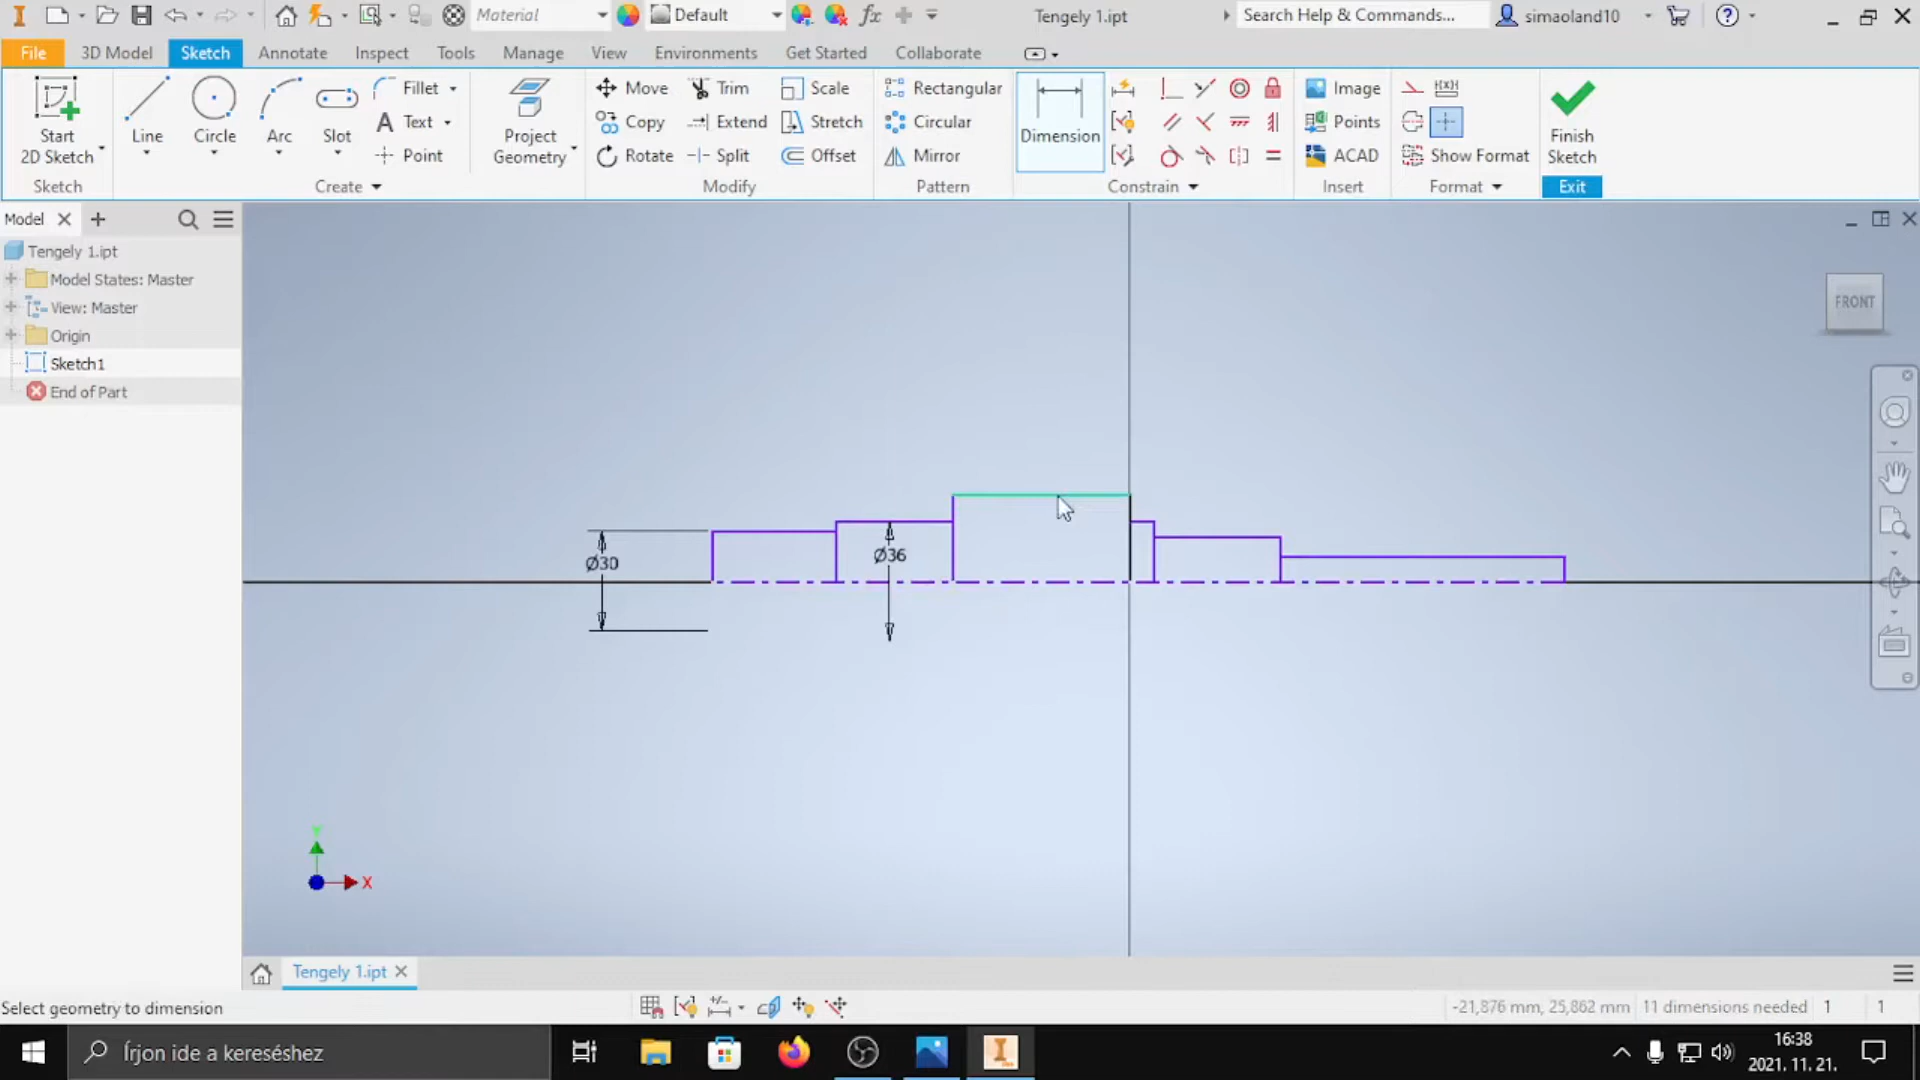 Material
Default
Tengely 1.ipt
Search Help & Commands...
simaoland10
File
3D Model
Sketch
Annotate
Inspect
Tools
Manage
View
Environments
Get Started
Collaborate
Start
2D Sketch
Line
Circle
Arc
Slot
Fillet
Text
Point
Project
Geometry
Move
Copy
Rotate
Trim
Extend
Split
Scale
Stretch
Offset
Rectangular
Circular
Mirror
Dimension
Image
Points
ACAD
Show Format
Finish
Sketch
Sketch
Create
Modify
Pattern
Constrain
Insert
Format
Exit
Model
Tengely 1.ipt
Model States: Master
View: Master
Origin
Sketch1
End of Part
FRONT
Ø30
Ø36
Y
X
Tengely 1.ipt
Select geometry to dimension
-21,876 mm, 25,862 mm
11 dimensions needed
1
1
Írjon ide a kereséshez
16:38
2021. 11. 21.